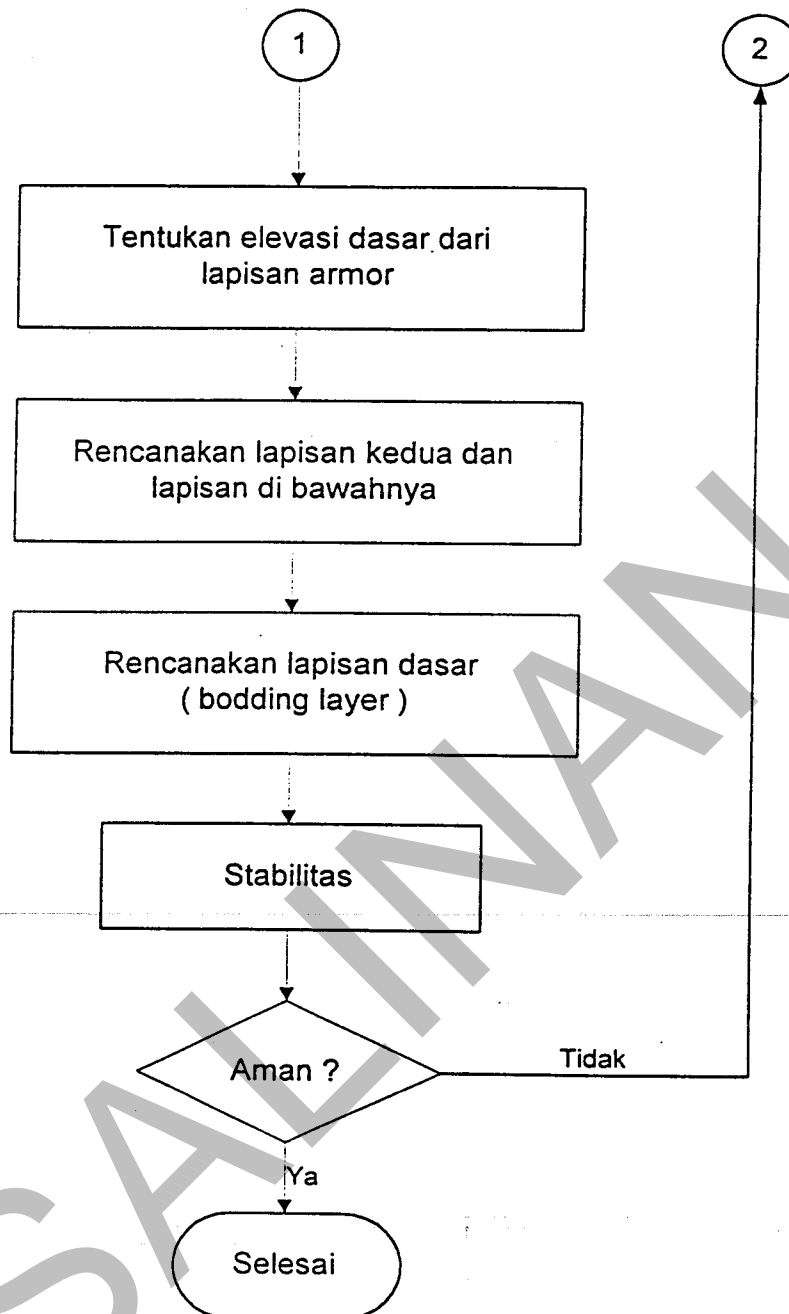 1
2
Tentukan elevasi dasar dari
lapisan armor
Rencanakan lapisan kedua dan
lapisan di bawahnya
Rencanakan lapisan dasar
( bodding layer )
Stabilitas
Aman ?
Tidak
Ya
Selesai
SALINAN